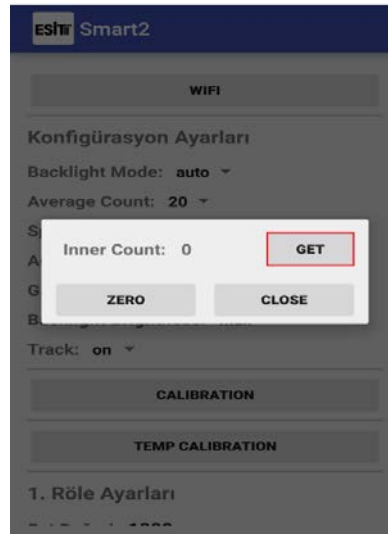 ESİT Smart2
WIFI
Konfigürasyon Ayarları
Backlight Mode: auto
Average Count: 20
Inner Count: 0 GET
ZERO CLOSE
Track: on
CALIBRATION
TEMP CALIBRATION
1. Röle Ayarları